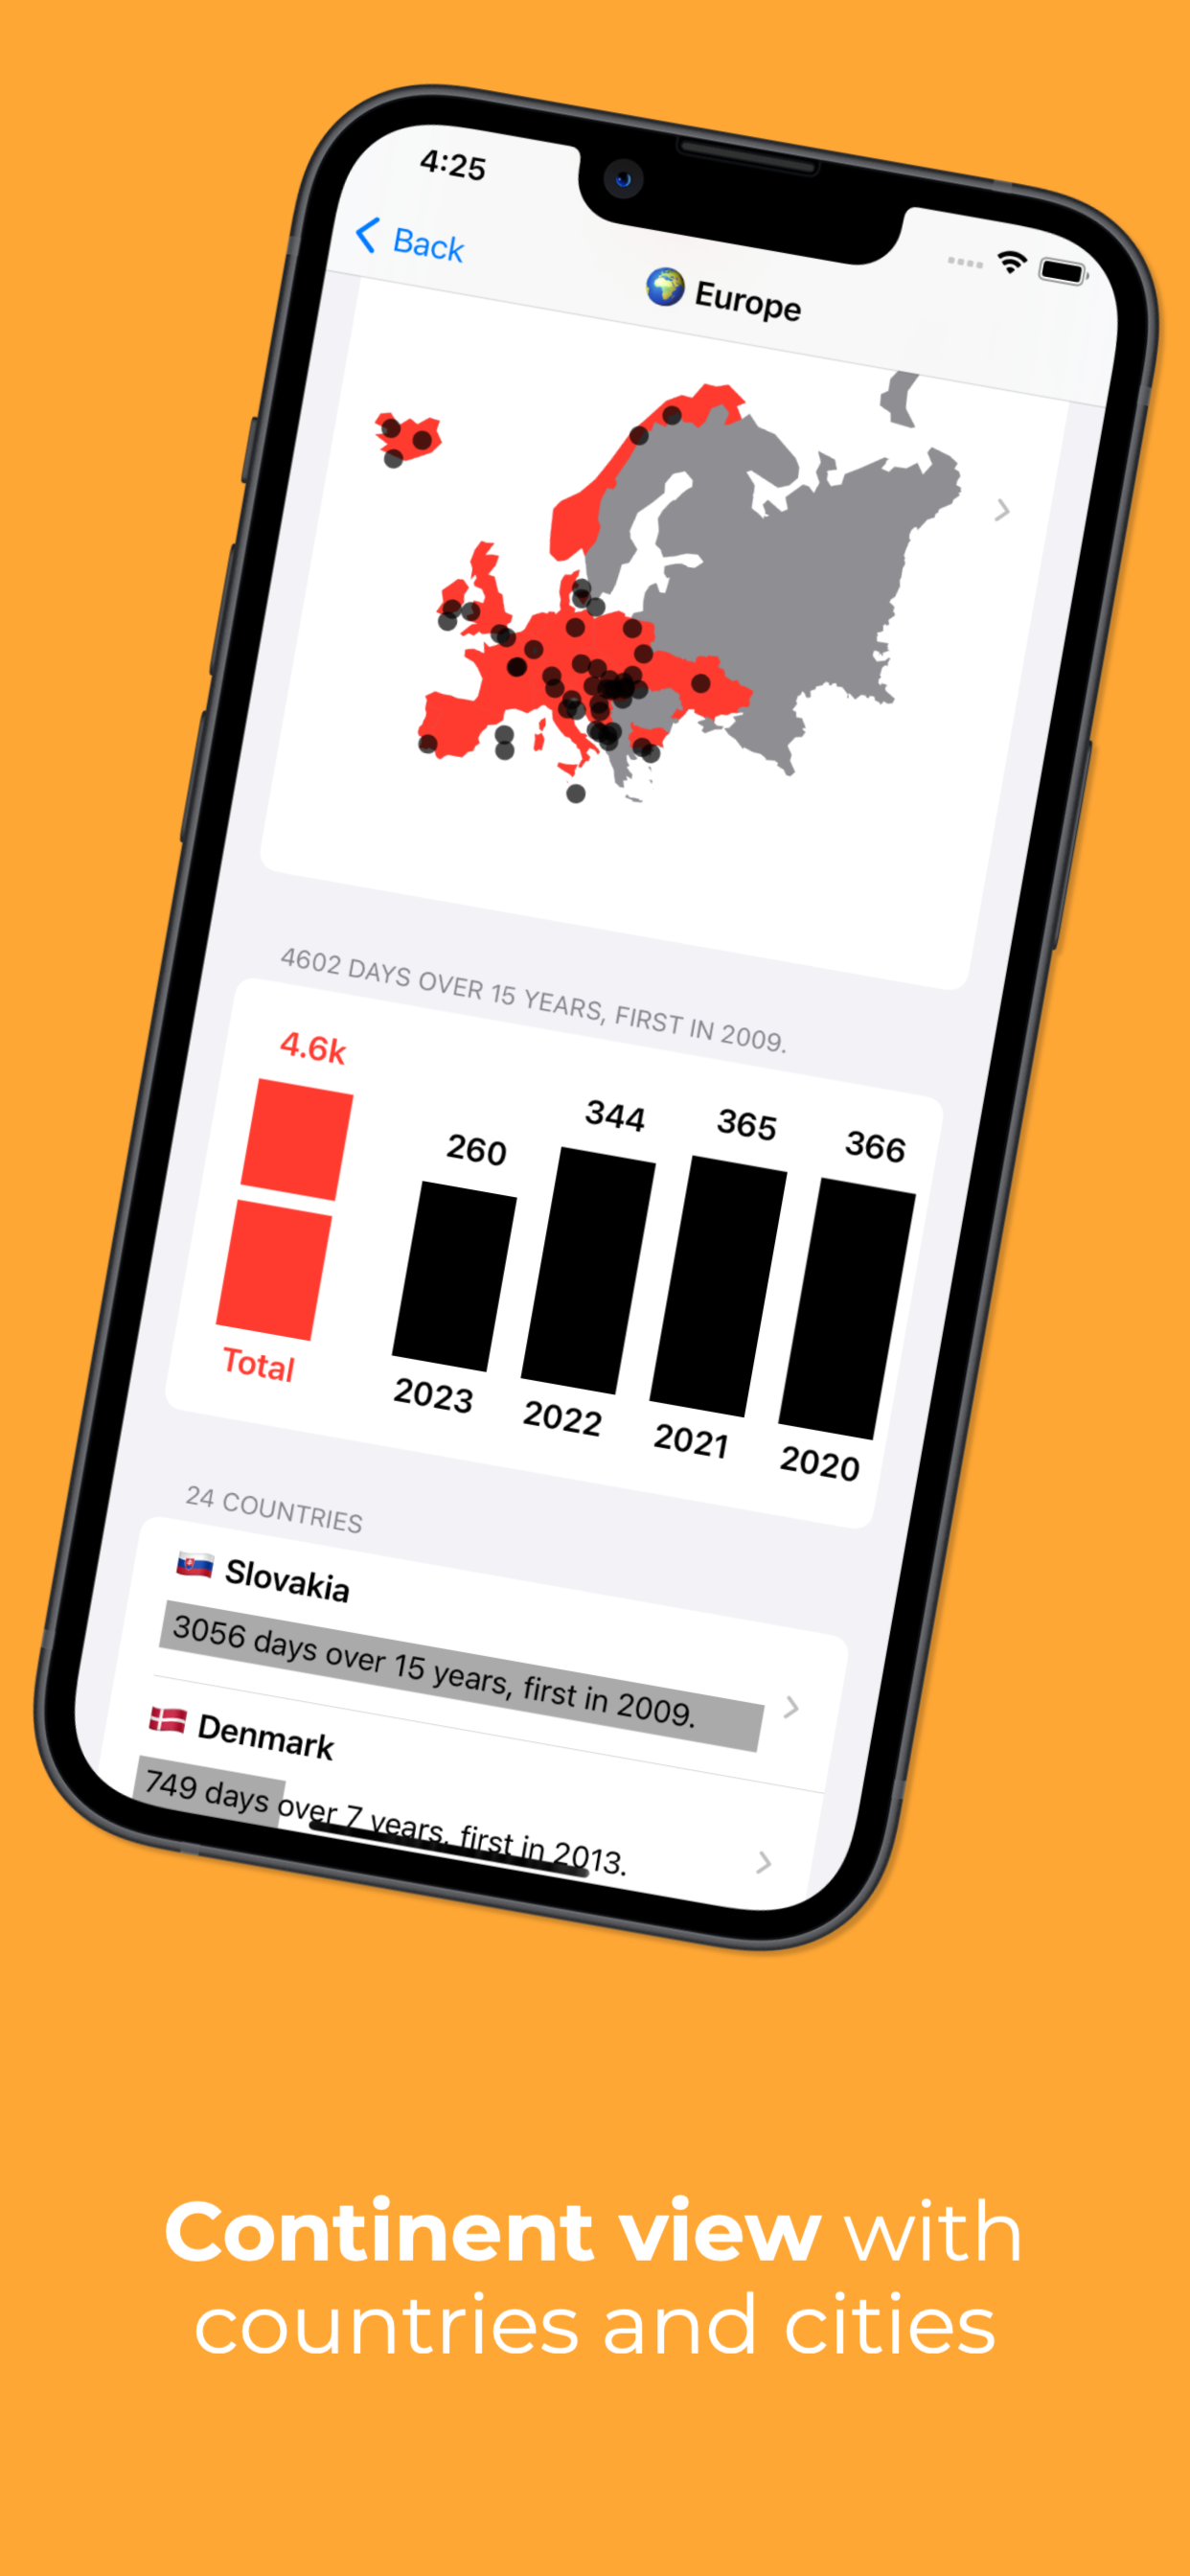 4:25
Back
Europe
4602 DAYS OVER 15 YEARS, FIRST IN 2009.
4.6k
260
344
365
366
Total
2023
2022
2021
2020
24 COUNTRIES
Slovakia
3056 days over 15 years, first in 2009.
Denmark
749 days over 7 years, first in 2013.
Continent view with
countries and cities